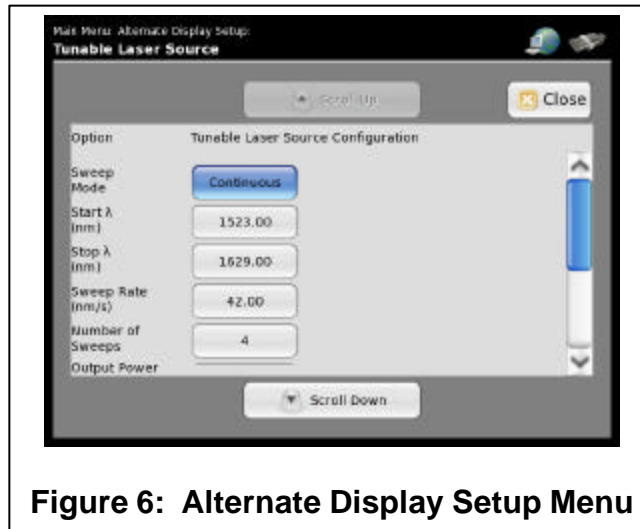 Main Menu: Alternate Display Setup:
Tunable Laser Source
Scroll Up
Close
Option Tunable Laser Source Configuration
Sweep Mode Continuous
Start λ (nm) 1523.00
Stop λ (nm) 1629.00
Sweep Rate (nm/s) 42.00
Number of Sweeps 4
Output Power
Scroll Down
Figure 6: Alternate Display Setup Menu